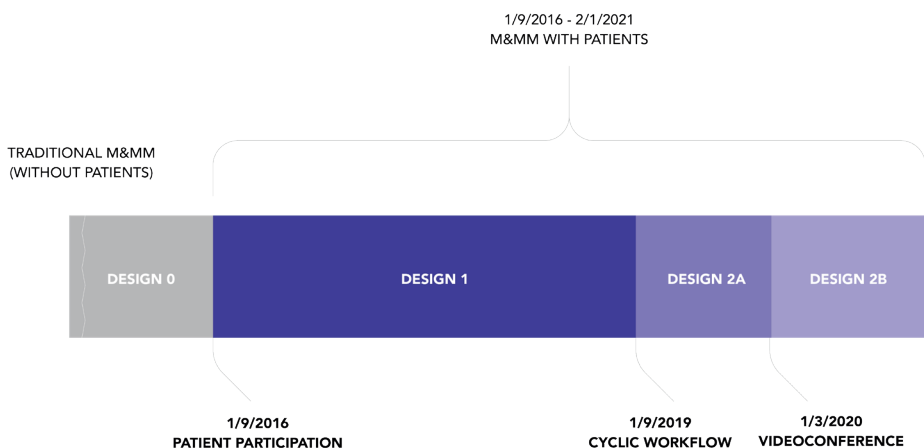 1/9/2016 - 2/1/2021
M&MM WITH PATIENTS
TRADITIONAL M&MM
(WITHOUT PATIENTS)
DESIGN 0
DESIGN 1
DESIGN 2A
DESIGN 2B
1/9/2016
PATIENT PARTICIPATION
1/9/2019
CYCLIC WORKFLOW
1/3/2020
VIDEOCONFERENCE